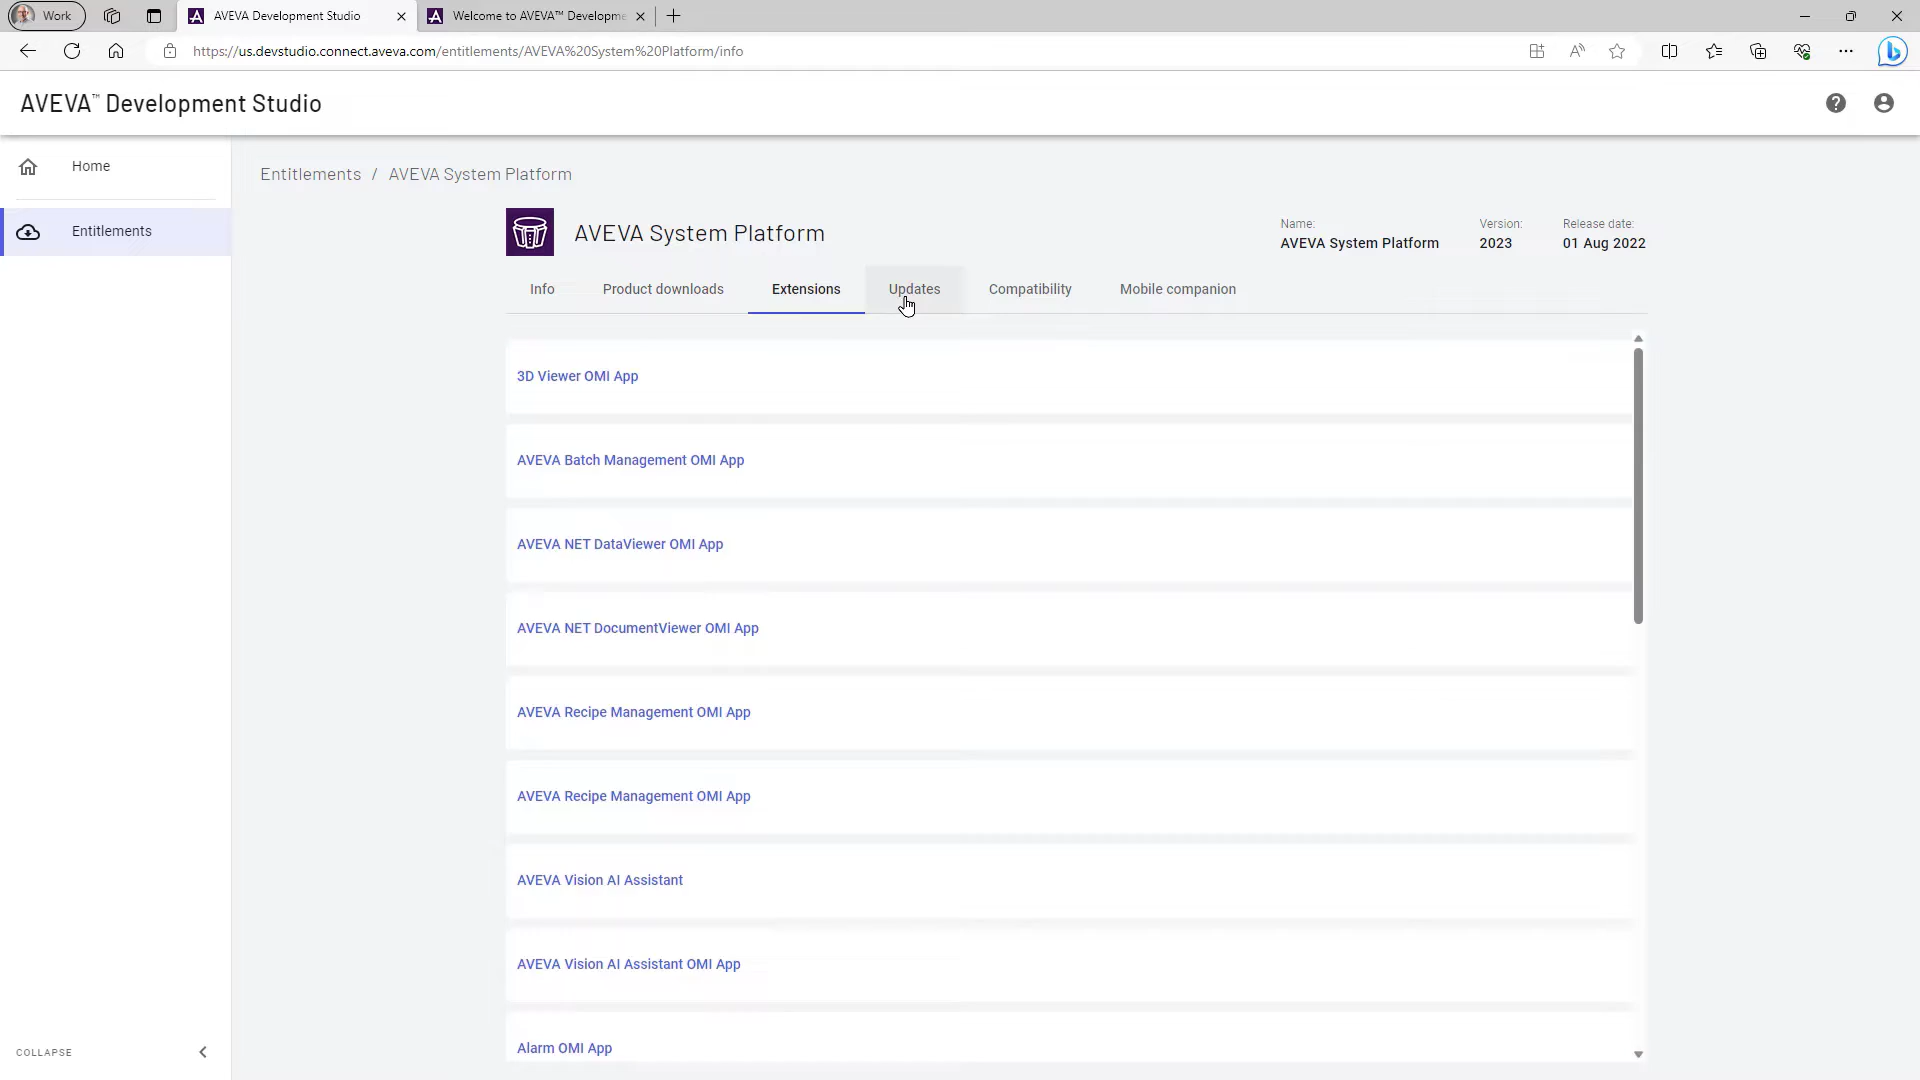 Work
AVEVA Development Studio
Welcome to AVEVA™ Developme
https://us.devstudio.connect.aveva.com/entitlements/AVEVA%20System%20Platform/info
AVEVA™ Development Studio
Home
Entitlements
Entitlements / AVEVA System Platform
AVEVA System Platform
Name:
AVEVA System Platform
Version:
2023
Release date:
01 Aug 2022
Info
Product downloads
Extensions
Updates
Compatibility
Mobile companion
3D Viewer OMI App
AVEVA Batch Management OMI App
AVEVA NET DataViewer OMI App
AVEVA NET DocumentViewer OMI App
AVEVA Recipe Management OMI App
AVEVA Recipe Management OMI App
AVEVA Vision AI Assistant
AVEVA Vision AI Assistant OMI App
Alarm OMI App
COLLAPSE